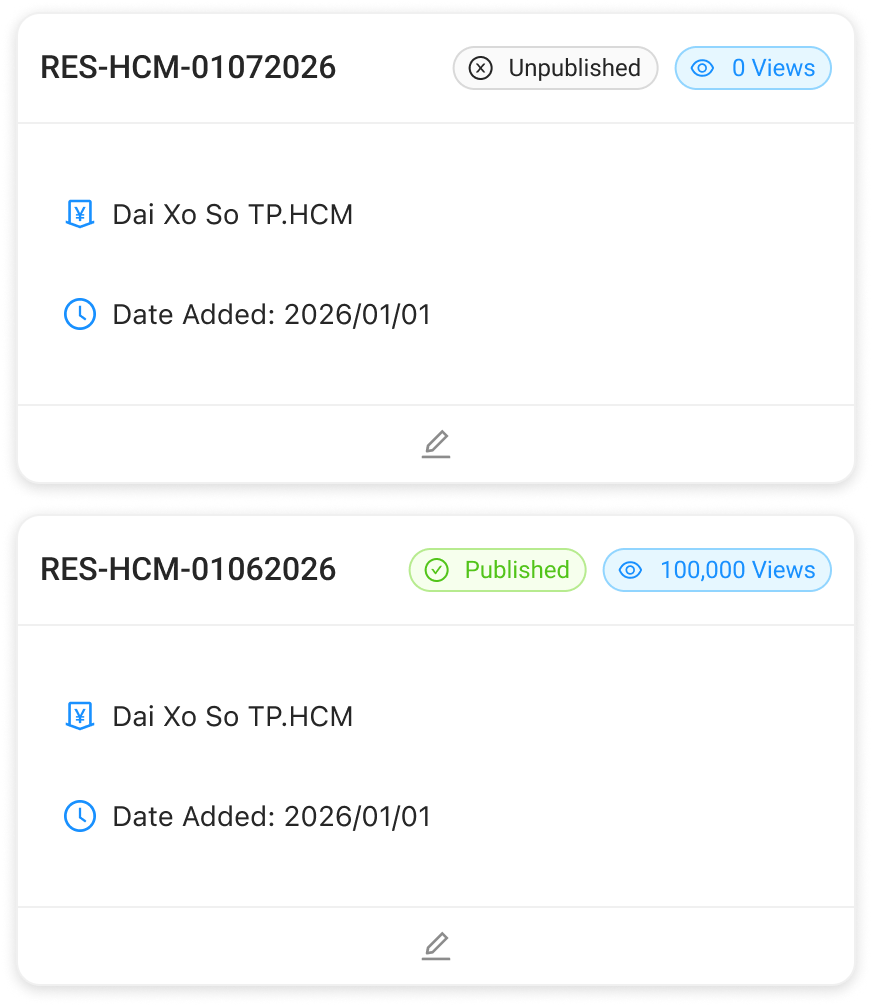 RES-HCM-01072026
Unpublished
0 Views
Dai Xo So TP.HCM
Date Added: 2026/01/01
RES-HCM-01062026
Published
100,000 Views
Dai Xo So TP.HCM
Date Added: 2026/01/01